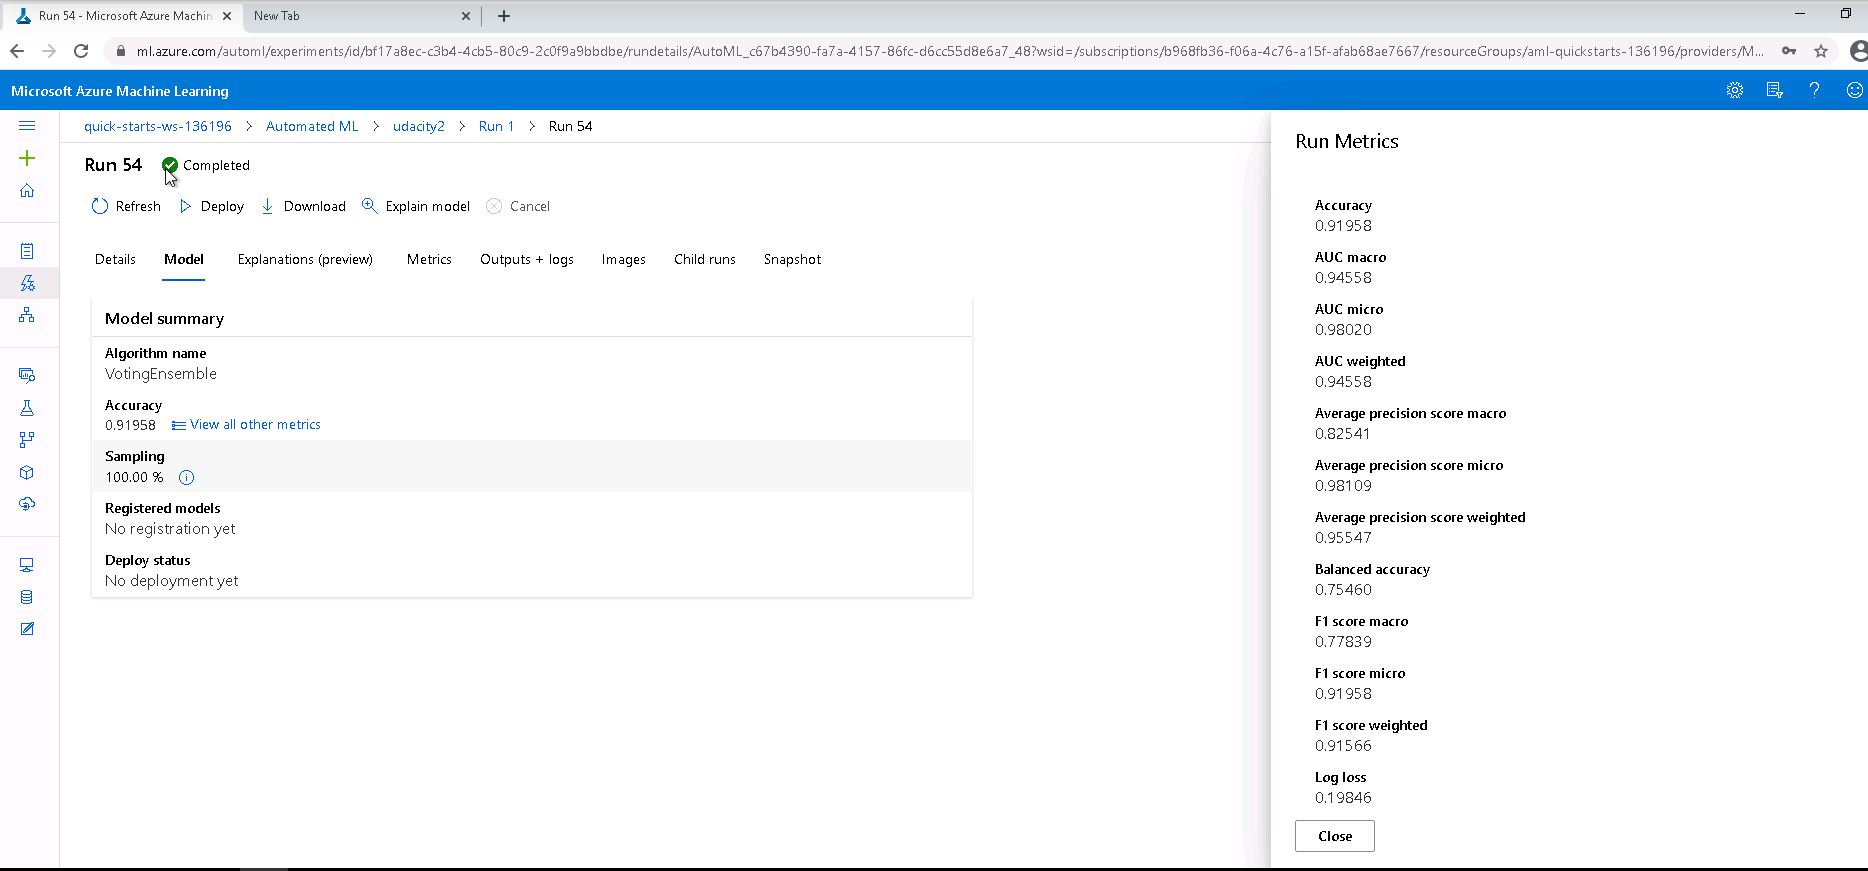 Run 54 - Microsoft Azure Machin
New Tab
ml.azure.com/automl/experiments/id/bf17a8ec-c3b4-4cb5-80c9-2c0f9a9bbdbe/rundetails/AutoML_c67b4390-fa7a-4157-86fc-d6cc55d8e6a7_48?wsid=/subscriptions/b968fb36-f06a-4c76-a15f-afab68ae7667/resourceGroups/aml-quickstarts-136196/providers/M...
Microsoft Azure Machine Learning
quick-starts-ws-136196 > Automated ML > udacity2 > Run 1 > Run 54
Run 54 Completed
Refresh Deploy Download Explain model Cancel
Details Model Explanations (preview) Metrics Outputs + logs Images Child runs Snapshot
Model summary
Algorithm name
VotingEnsemble
Accuracy
0.91958 View all other metrics
Sampling
100.00 %
Registered models
No registration yet
Deploy status
No deployment yet
Run Metrics
Accuracy
0.91958
AUC macro
0.94558
AUC micro
0.98020
AUC weighted
0.94558
Average precision score macro
0.82541
Average precision score micro
0.98109
Average precision score weighted
0.95547
Balanced accuracy
0.75460
F1 score macro
0.77839
F1 score micro
0.91958
F1 score weighted
0.91566
Log loss
0.19846
Close